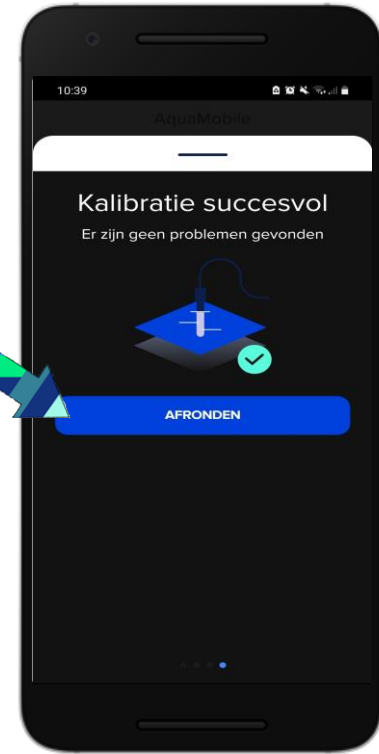 10:39
AquaMobile
Kalibratie succesvol
Er zijn geen problemen gevonden
AFRONDEN